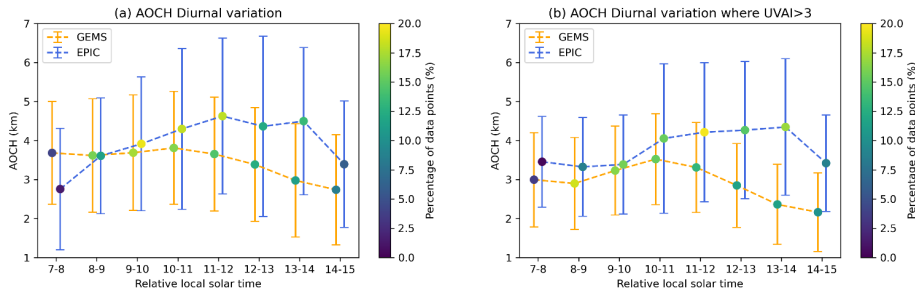 (a) AOCH Diurnal variation
AOCH (km)
7
6
5
4
3
2
1
GEMS
EPIC
7-8 8-9 9-10 10-11 11-12 12-13 13-14 14-15
Relative local solar time
20.0
17.5
15.0
12.5
10.0
7.5
5.0
2.5
0.0
Percentage of data points (%)
(b) AOCH Diurnal variation where UVAI>3
AOCH (km)
7
6
5
4
3
2
1
GEMS
EPIC
7-8 8-9 9-10 10-11 11-12 12-13 13-14 14-15
Relative local solar time
20.0
17.5
15.0
12.5
10.0
7.5
5.0
2.5
0.0
Percentage of data points (%)